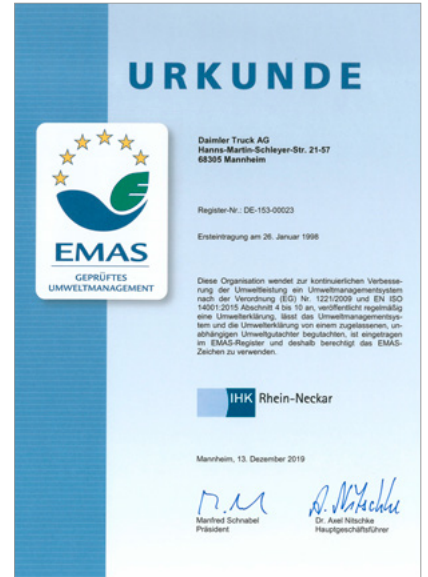 URKUNDE
Daimler Truck AG
Hanns-Martin-Schleyer-Str. 21-57
68305 Mannheim
EMAS
GEPRÜFTES
UMWELTMANAGEMENT
Register-Nr.: DE-153-00023
Ersteintragung am 26. Januar 1998
Diese Organisation wendet zur kontinuierlichen Verbesse-
rung der Umweltleistung ein Umweltmanagementsystem
nach der Verordnung (EG) Nr. 1221/2009 und EN ISO
14001:2015 Abschnitt 4 bis 10 an, veröffentlicht regelmäßig
eine Umwelterklärung, lässt das Umweltmanagementsys-
tem und die Umwelterklärung von einem zugelassenen, un-
abhängigen Umweltgutachter begutachten, ist eingetragen
im EMAS-Register und deshalb berechtigt das EMAS-
Zeichen zu verwenden.
IHK Rhein-Neckar
Mannheim, 13. Dezember 2019
A. Nitschke
Manfred Schnabel
Präsident
Dr. Axel Nitschke
Hauptgeschäftsführer